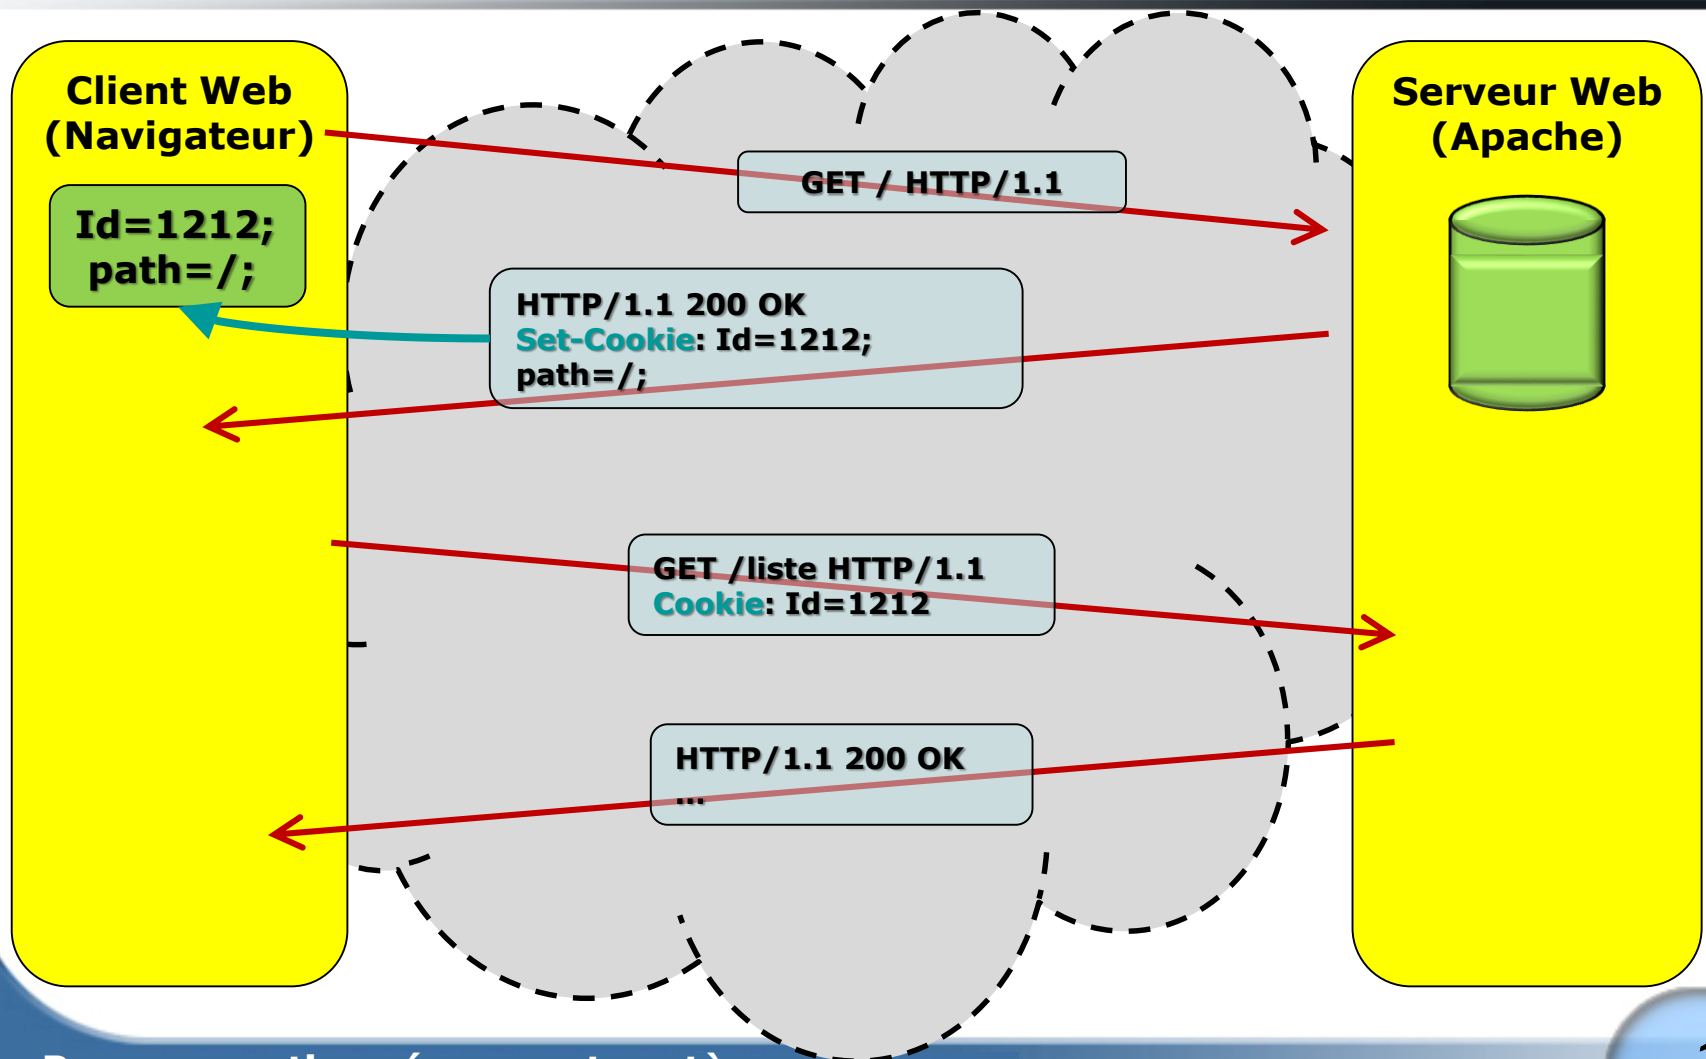 Client Web
(Navigateur)
Id=1212;
path=/;
GET / HTTP/1.1
HTTP/1.1 200 OK
Set-Cookie: Id=1212;
path=/;
GET /liste HTTP/1.1
Cookie: Id=1212
HTTP/1.1 200 OK
...
Serveur Web
(Apache)